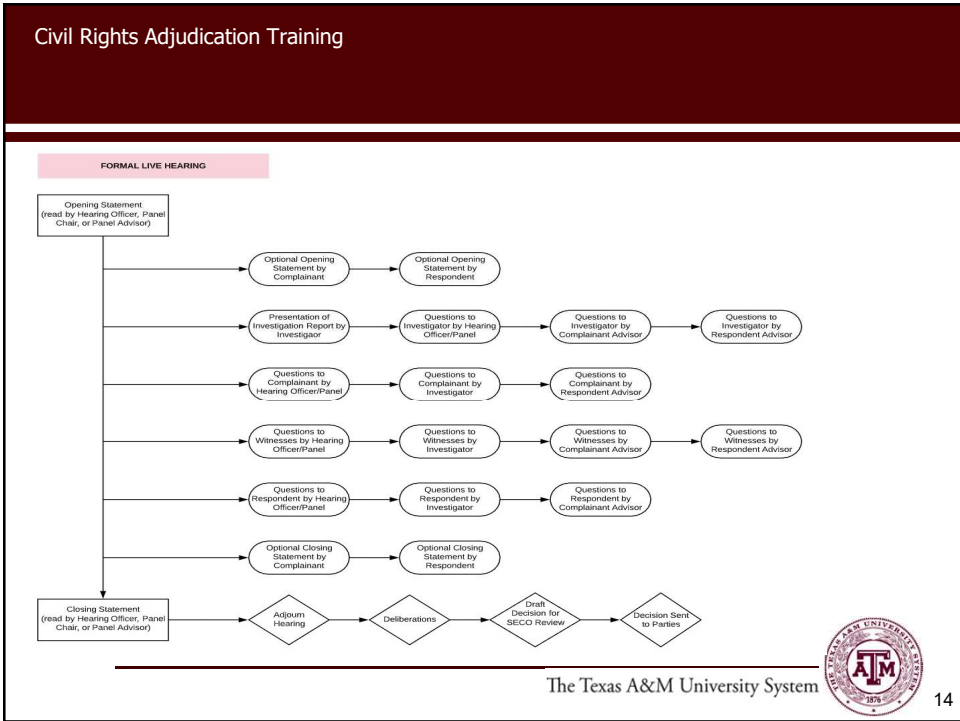 Civil Rights Adjudication Training
FORMAL LIVE HEARING
Opening Statement
(read by Hearing Officer, Panel
Chair, or Panel Advisor)
Optional Opening
Statement by
Complainant
Optional Opening
Statement by
Respondent
Presentation of
Investigation Report by
Investigaor
Questions to
Investigator by Hearing
Officer/Panel
Questions to
Investigator by
Complainant Advisor
Questions to
Investigator by
Respondent Advisor
Questions to
Complainant by
Hearing Officer/Panel
Questions to
Complainant by
Investigator
Questions to
Complainant by
Respondent Advisor
Questions to
Witnesses by Hearing
Officer/Panel
Questions to
Witnesses by
Investigator
Questions to
Witnesses by
Complainant Advisor
Questions to
Witnesses by
Respondent Advisor
Questions to
Respondent by Hearing
Officer/Panel
Questions to
Respondent by
Investigator
Questions to
Respondent by
Complainant Advisor
Optional Closing
Statement by
Complainant
Optional Closing
Statement by
Respondent
Closing Statement
(read by Hearing Officer, Panel
Chair, or Panel Advisor)
Adjourn
Hearing
Deliberations
Draft
Decision for
SECO Review
Decision Sent
to Parties
The Texas A&M University System
THE TEXAS A&M UNIVERSITY SYSTEM
ATM
1876
14